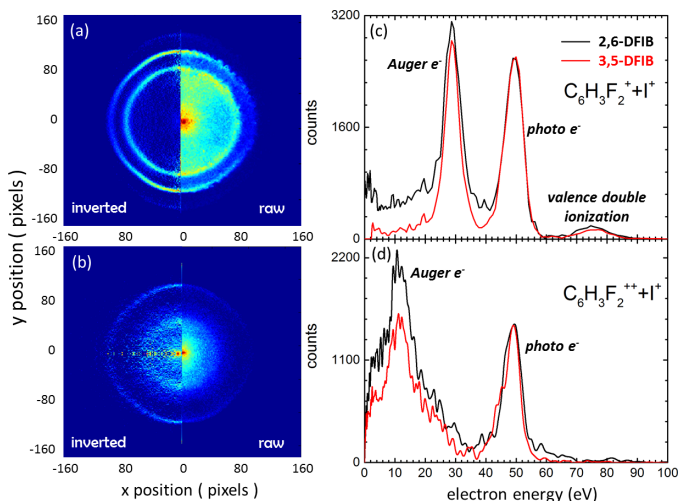 (a)
160
80
0
-80
-160
-160
-80
0
80
160
inverted
raw
(b)
160
80
0
-80
-160
-160
-80
0
80
160
inverted
raw
y position ( pixels )
x position ( pixels )
(c)
3200
1600
0
counts
2,6-DFIB
3,5-DFIB
Auger e⁻
C₆H₃F₂⁺+I⁺
photo e⁻
valence double
ionization
(d)
2200
1100
0
counts
Auger e⁻
C₆H₃F₂⁺⁺+I⁺
photo e⁻
0 10 20 30 40 50 60 70 80 90 100
electron energy (eV)